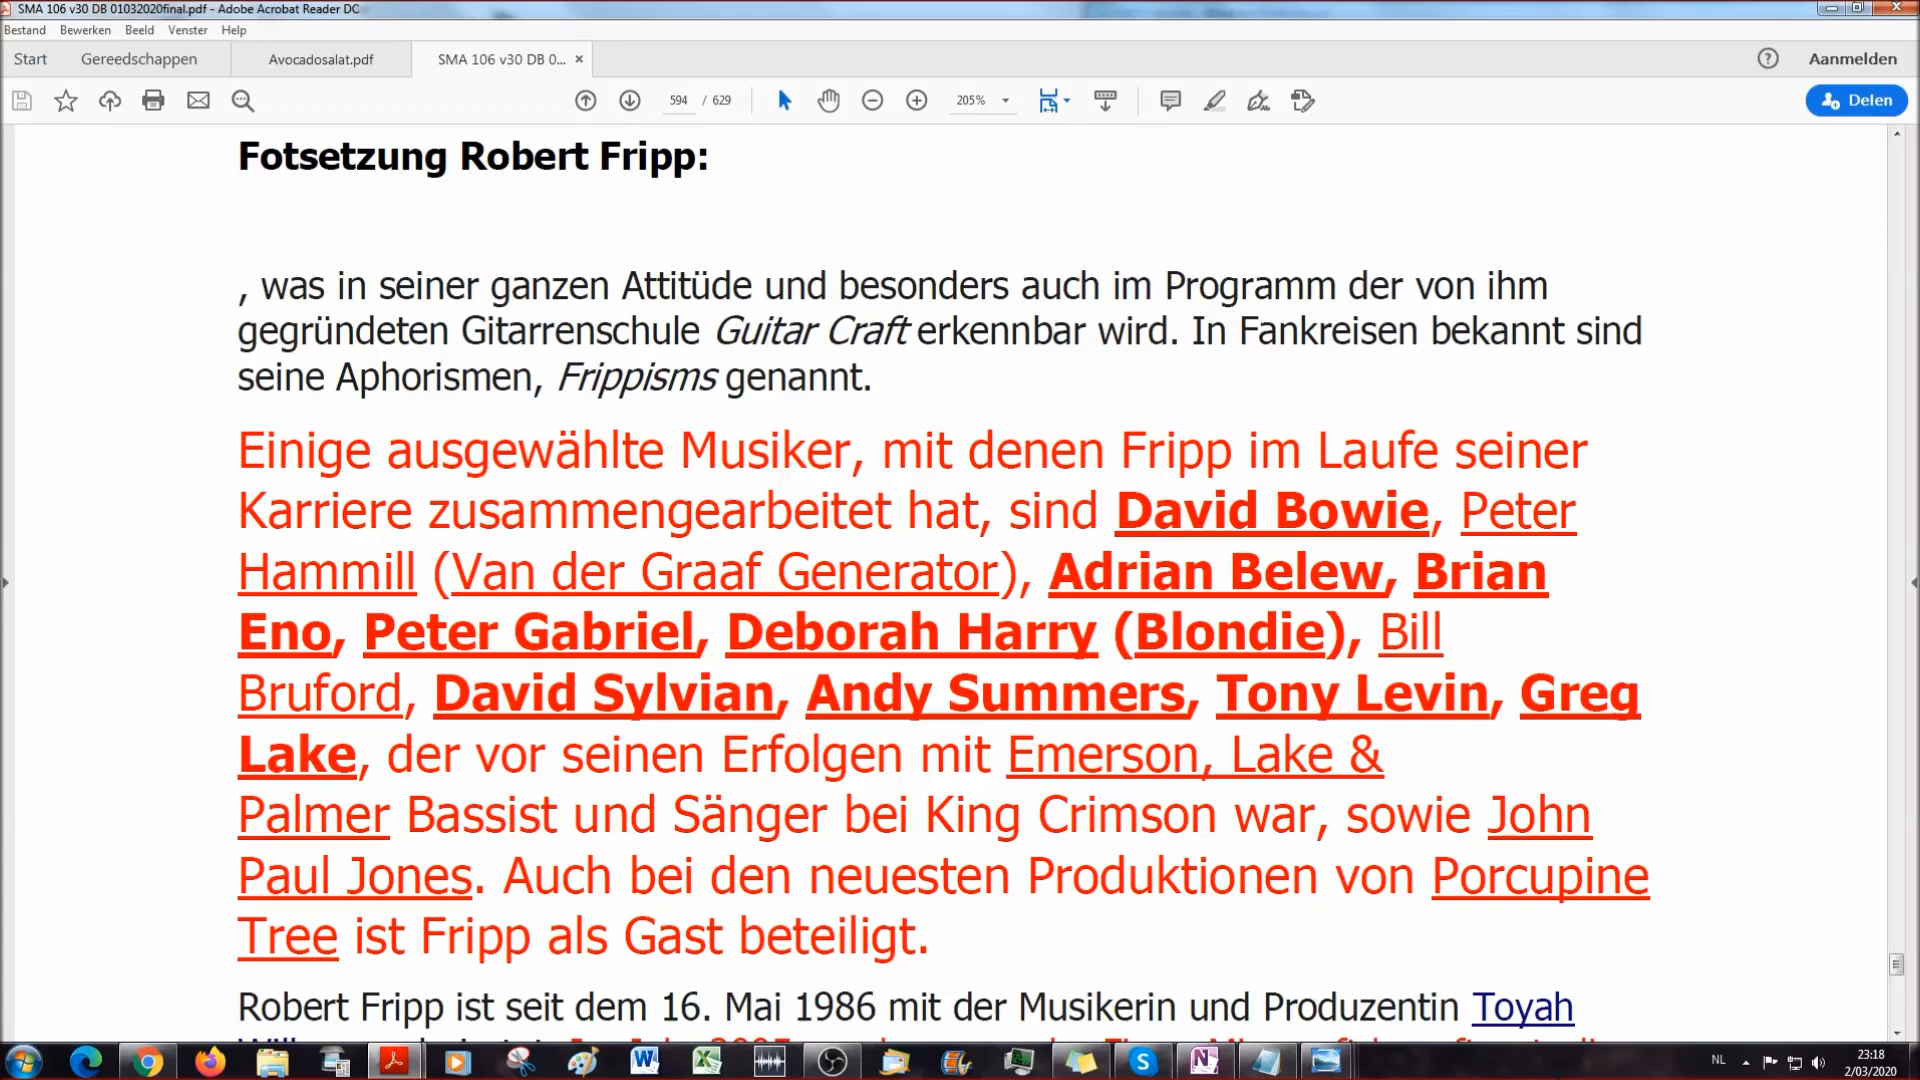 SMA 106 v30 DB 01032020final.pdf - Adobe Acrobat Reader DC
Bestand Bewerken Beeld Venster Help
Start Gereedschappen Avocadosalat.pdf SMA 106 v30 DB 0... × ? Aanmelden
594 / 629 205% Delen
Fotsetzung Robert Fripp:
, was in seiner ganzen Attitüde und besonders auch im Programm der von ihm
gegründeten Gitarrenschule Guitar Craft erkennbar wird. In Fankreisen bekannt sind
seine Aphorismen, Frippisms genannt.
Einige ausgewählte Musiker, mit denen Fripp im Laufe seiner
Karriere zusammengearbeitet hat, sind David Bowie, Peter
Hammill (Van der Graaf Generator), Adrian Belew, Brian
Eno, Peter Gabriel, Deborah Harry (Blondie), Bill
Bruford, David Sylvian, Andy Summers, Tony Levin, Greg
Lake, der vor seinen Erfolgen mit Emerson, Lake &
Palmer Bassist und Sänger bei King Crimson war, sowie John
Paul Jones. Auch bei den neuesten Produktionen von Porcupine
Tree ist Fripp als Gast beteiligt.
Robert Fripp ist seit dem 16. Mai 1986 mit der Musikerin und Produzentin Toyah
NL 23:18
2/03/2020